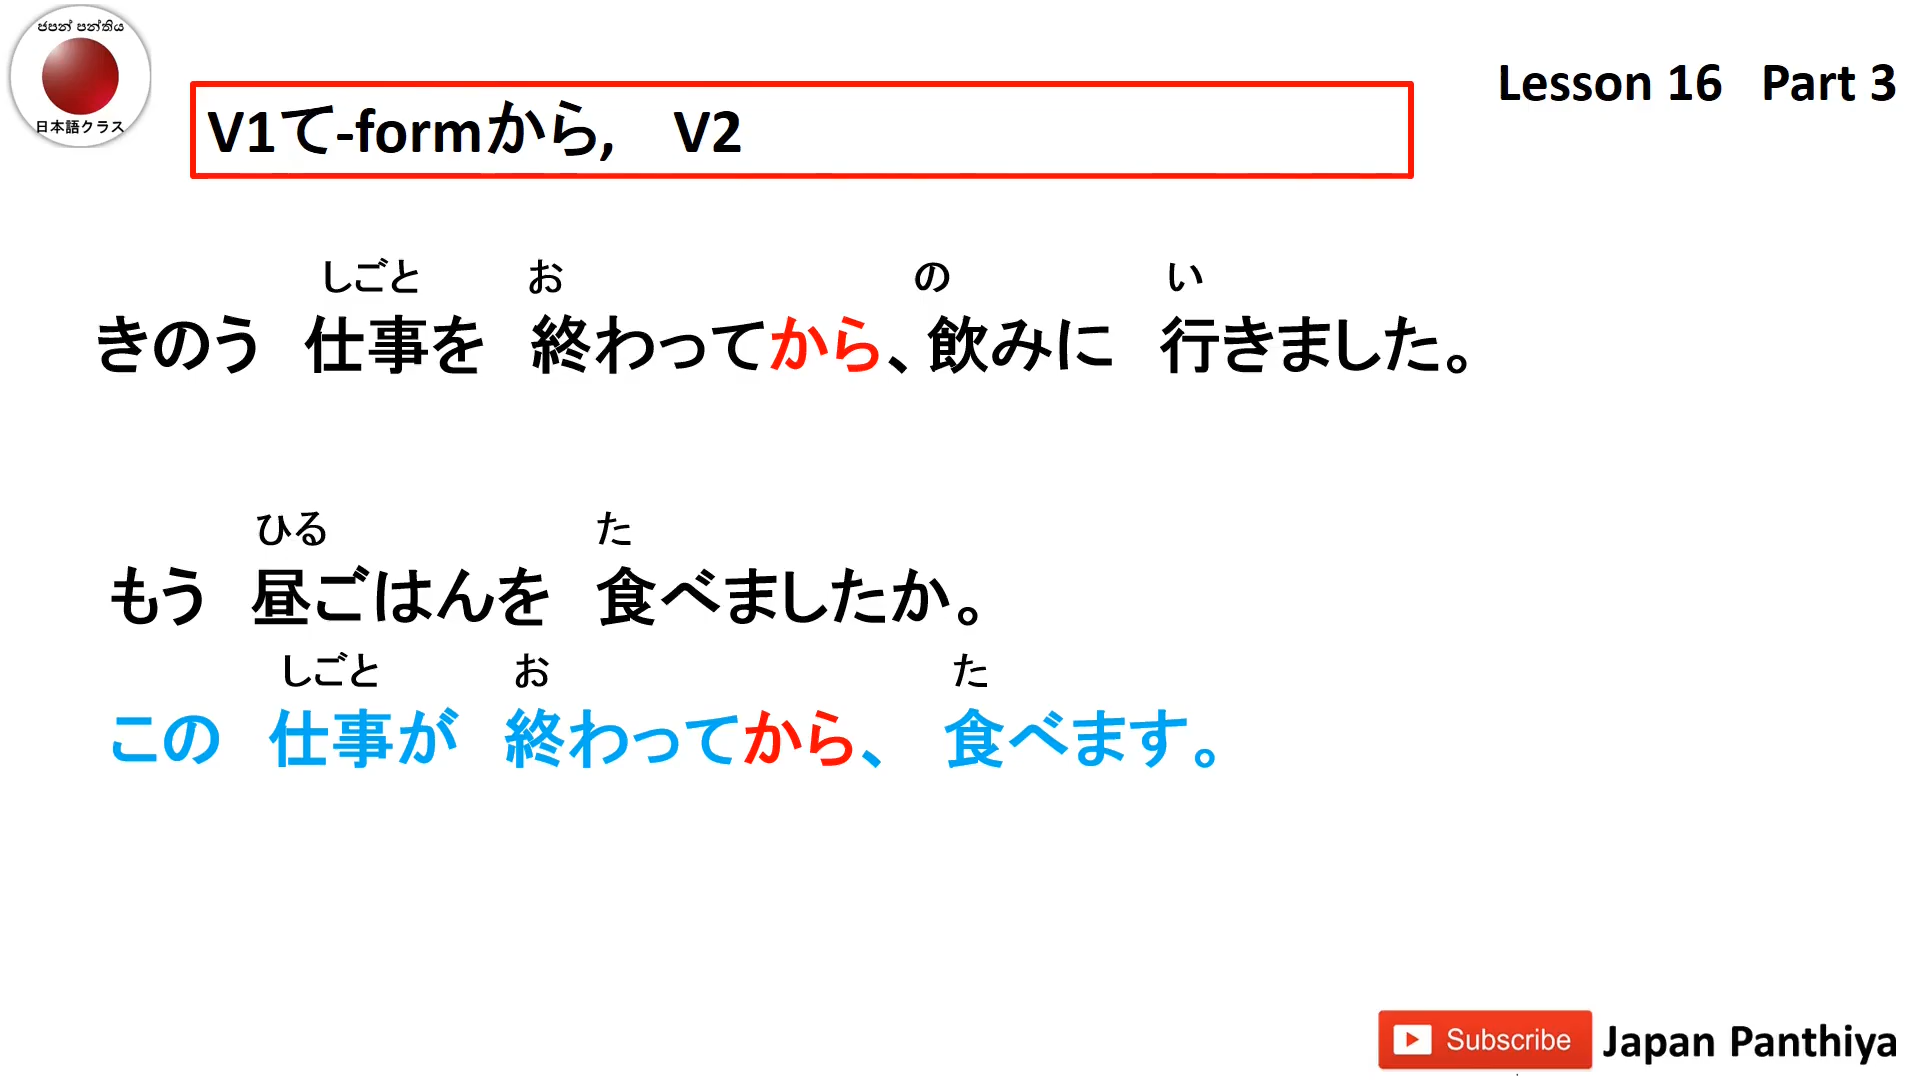 ජපන් පන්තිය
日本語クラス
Lesson 16 Part 3
V1て-formから, V2
しごと お の い
きのう 仕事を 終わってから、飲みに 行きました。
ひる た
もう 昼ごはんを 食べましたか。
しごと お た
この 仕事が 終わってから、 食べます。
Subscribe Japan Panthiya